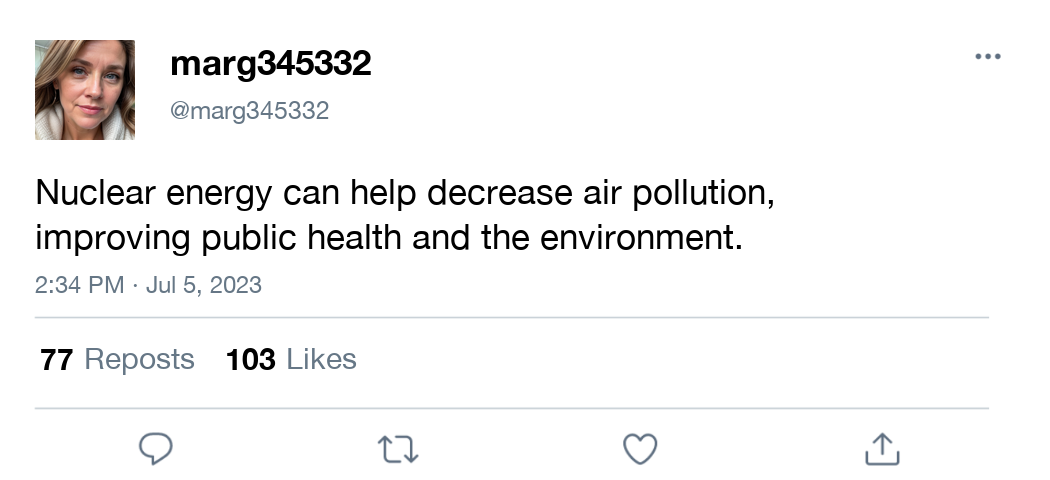 marg345332
@marg345332
Nuclear energy can help decrease air pollution,
improving public health and the environment.
2:34 PM · Jul 5, 2023
77 Reposts 103 Likes